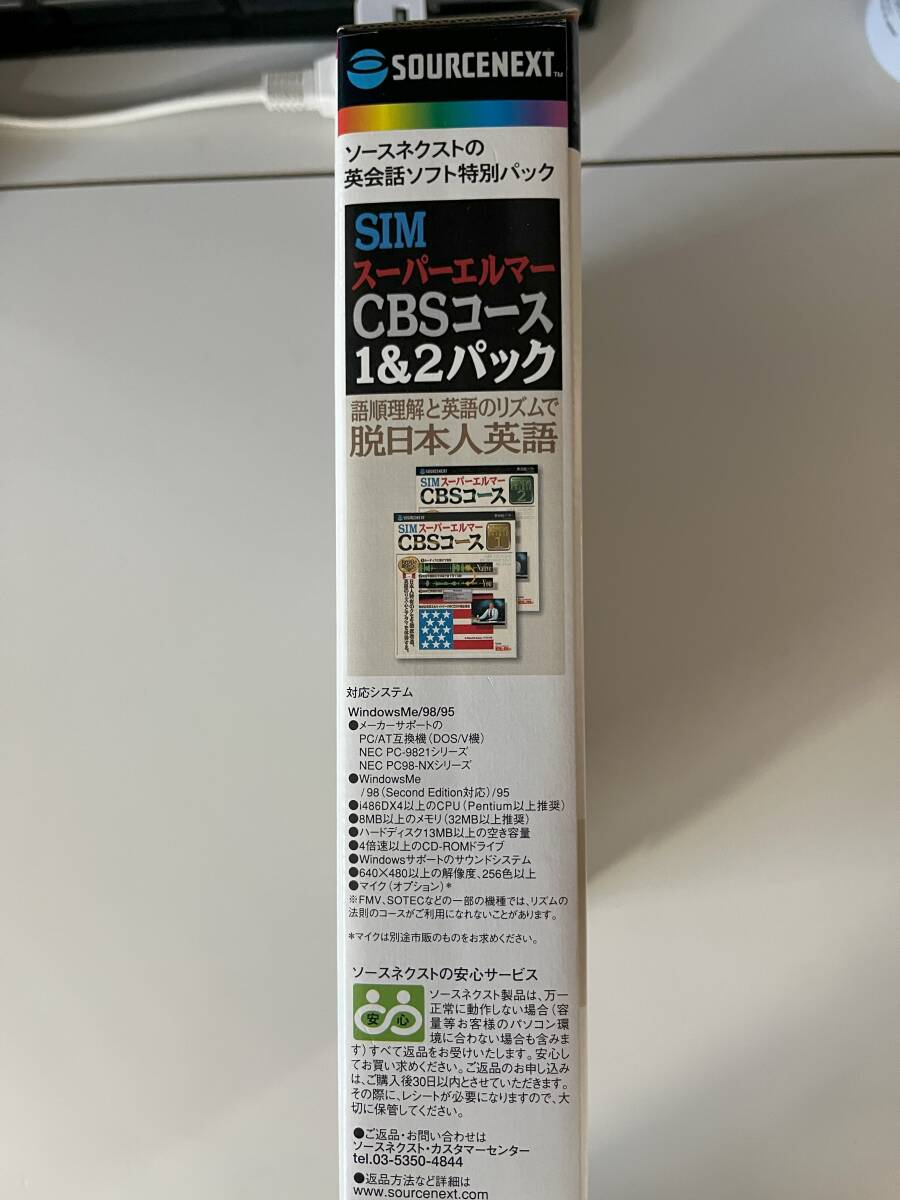 SOURCENEXT™
ソースネクストの
英会話ソフト特別パック
SIM
スーパーエルマー
CBSコース
1&2パック
語順理解と英語のリズムで
脱日本人英語
SOURCENEXT
SIMスーパーエルマー
CBSコース
2
SOURCENEXT
SIMスーパーエルマー
CBSコース
1
対応システム
WindowsMe/98/95
●メーカーサポートの
PC/AT互換機(DOS/V機)
NEC PC-9821シリーズ
NEC PC98-NXシリーズ
●WindowsMe
/98(Second Edition対応)/95
●i486DX4以上のCPU(Pentium以上推奨)
●8MB以上のメモリ(32MB以上推奨)
●ハードディスク13MB以上の空き容量
●4倍速以上のCD-ROMドライブ
●Windowsサポートのサウンドシステム
●640×480以上の解像度、256色以上
●マイク(オプション)*
※FMV、SOTECなどの一部の機種では、リズムの
法則のコースがご利用になれないことがあります。
*マイクは別途市販のものをお求めください。
ソースネクストの安心サービス
安 心
ソースネクスト製品は、万一
正常に動作しない場合(容
量等お客様のパソコン環
境に合わない場合も含みま
す)すべて返品をお受けいたします。安心し
てお買い求めください。ご返品のお申し込み
は、ご購入後30日以内とさせていただきます。
その際に、レシートが必要になりますので、大
切に保管してください。
●ご返品・お問い合わせは
ソースネクスト・カスタマーセンター
tel.03-5350-4844
●返品方法など詳細は
www.sourcenext.com